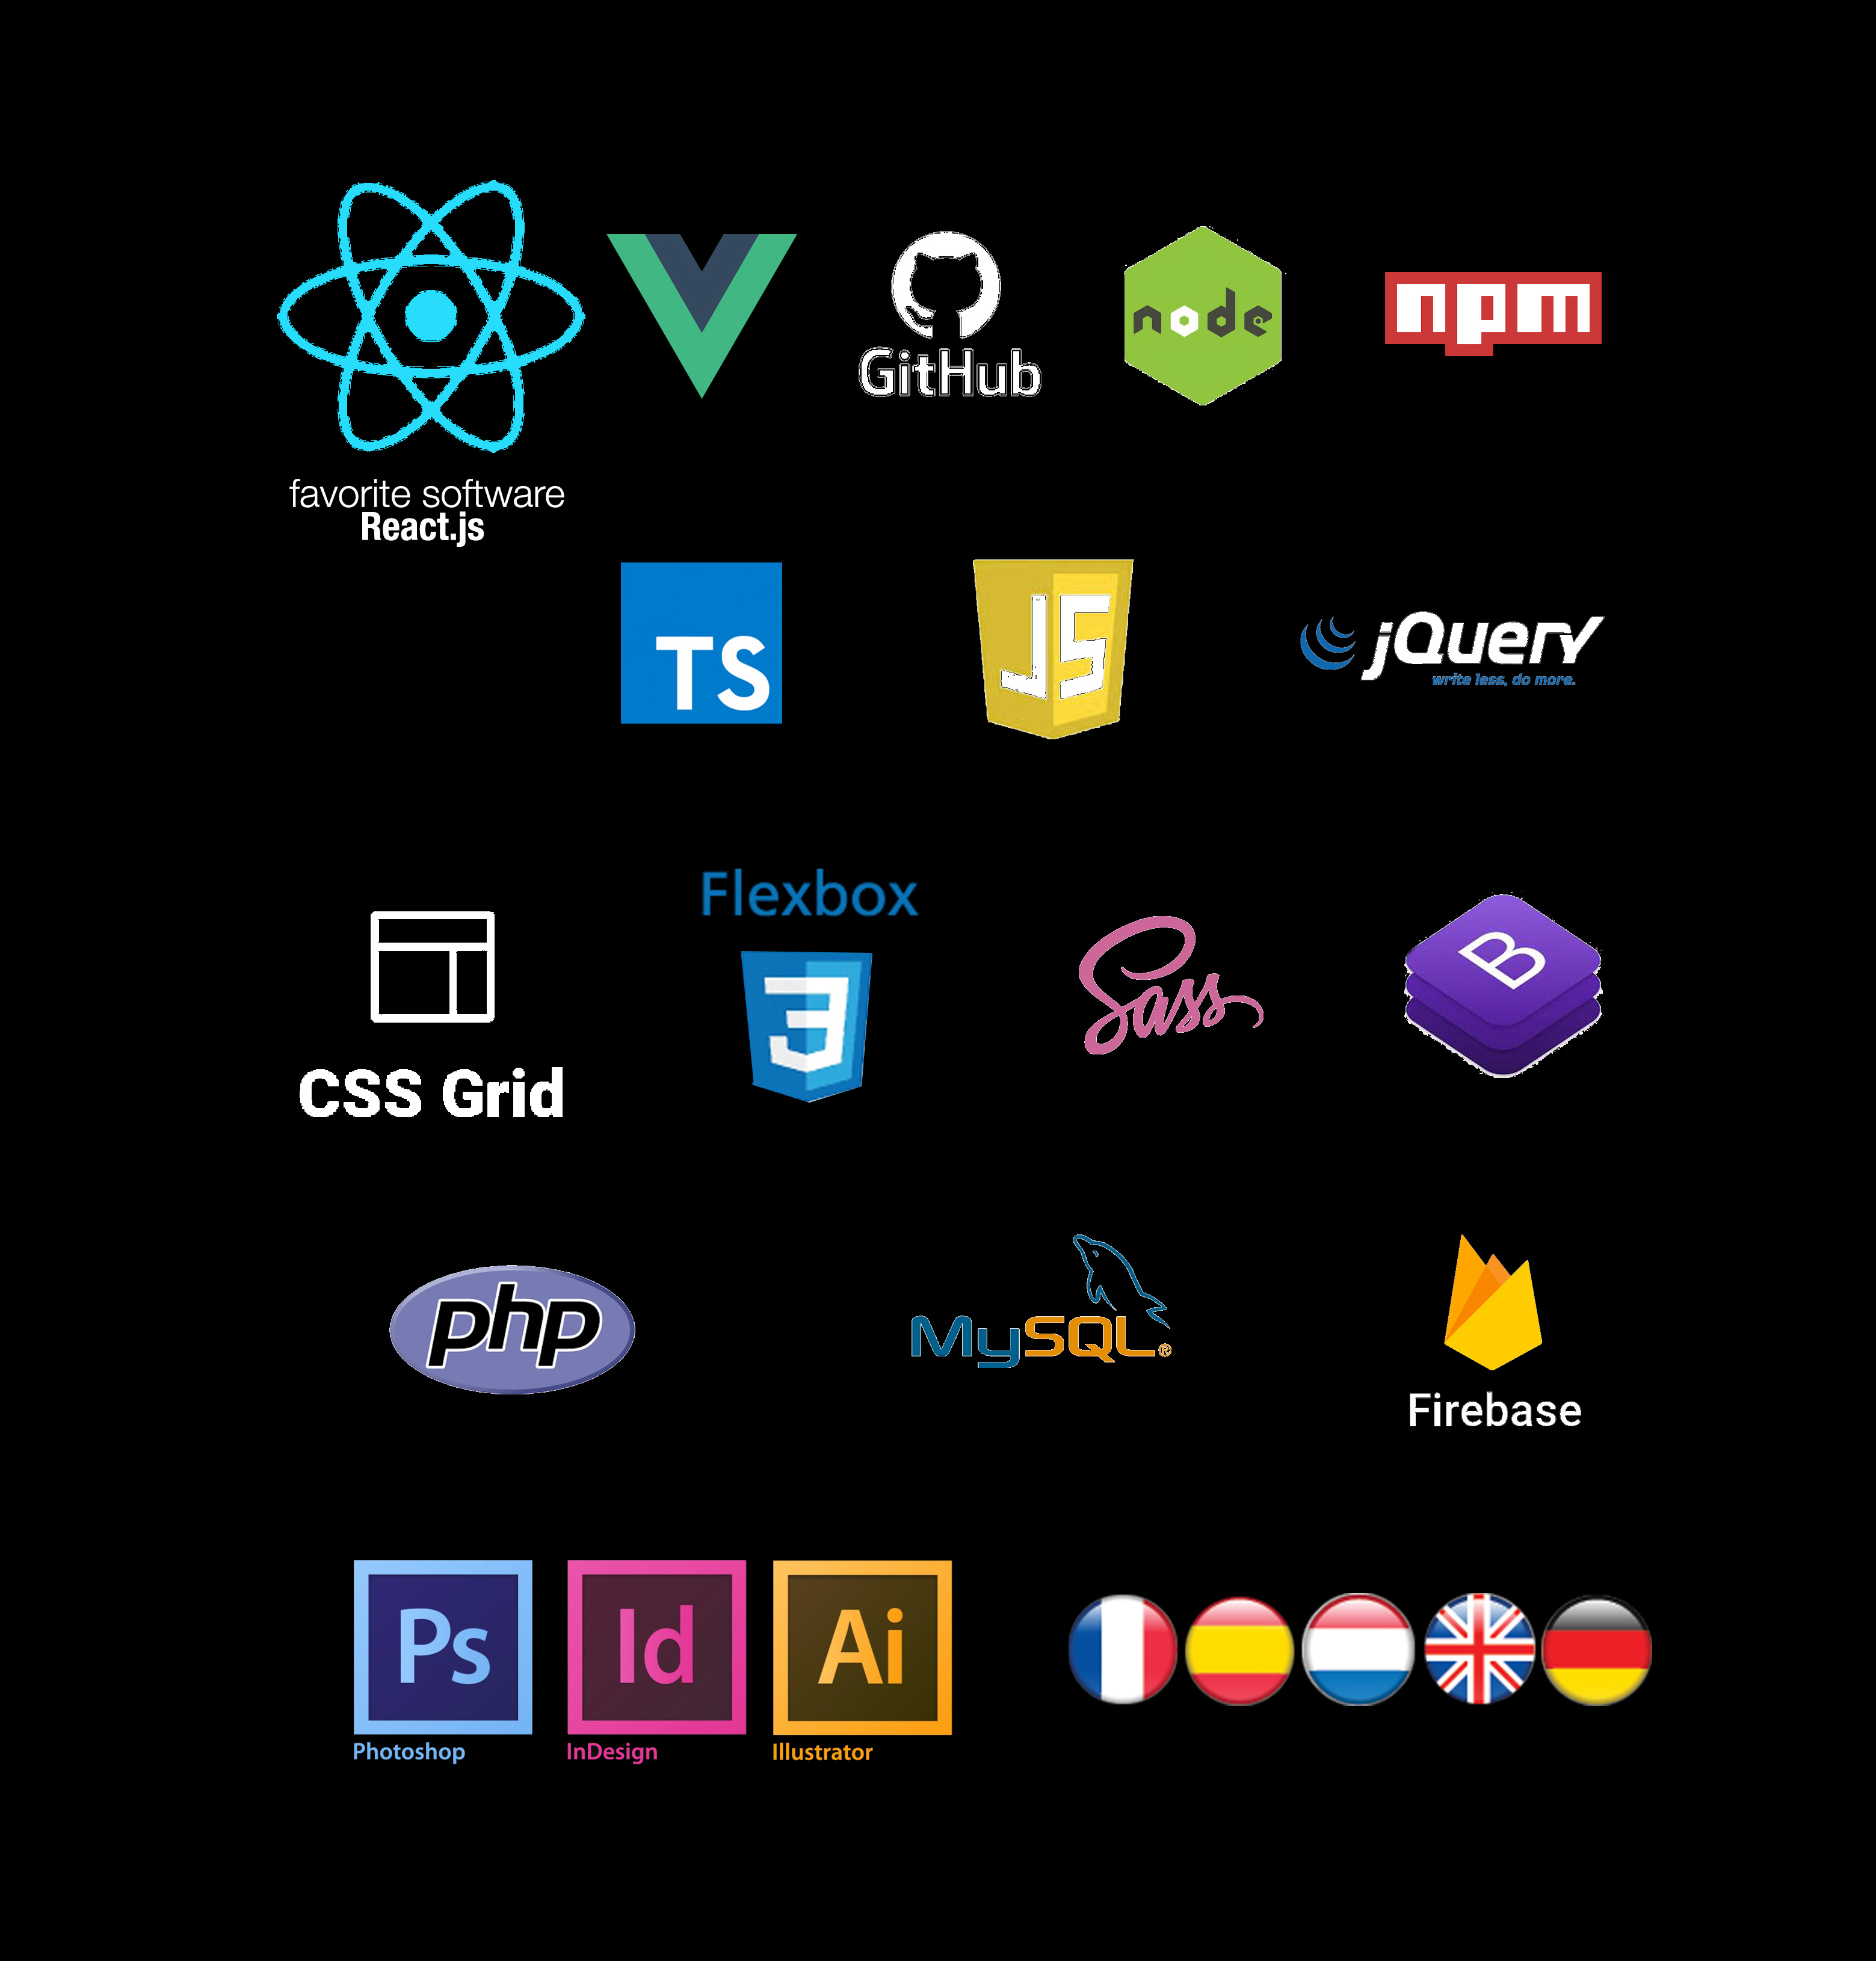 GitHub
node
npm
favorite software
React.js
TS
JS
jQuery
write less, do more.
Flexbox
3
Sass
B
CSS Grid
php
MySQL®
Firebase
Ps
Id
Ai
Photoshop
InDesign
Illustrator